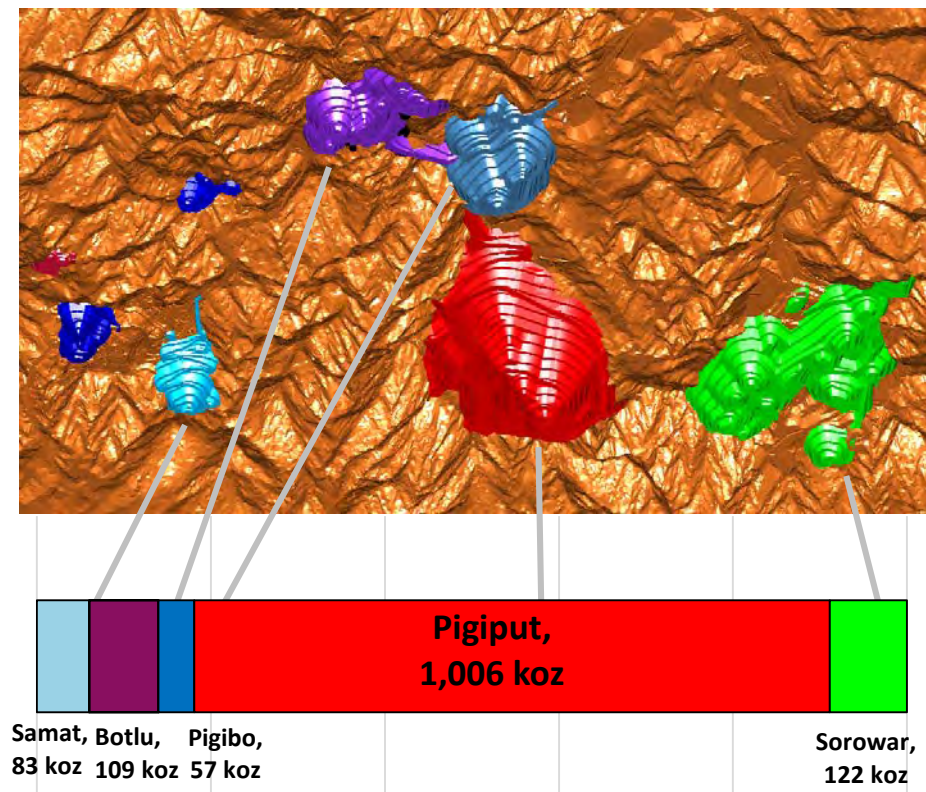 Pigiput,
1,006 koz
Samat,
83 koz
Botlu,
109 koz
Pigibo,
57 koz
Sorowar,
122 koz